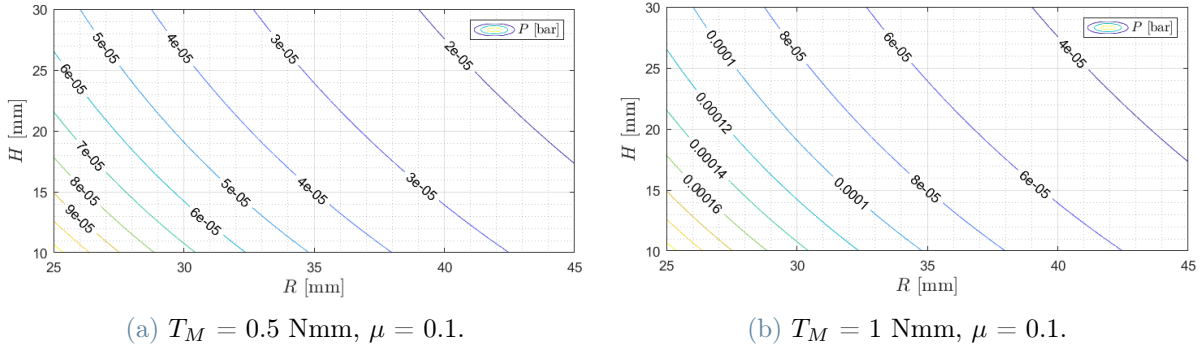 30
25
20
15
10
H [mm]
25
30
35
40
45
R [mm]
P [bar]
9e-05
8e-05
7e-05
6e-05
6e-05
5e-05
5e-05
4e-05
4e-05
3e-05
3e-05
2e-05
(a) T_M = 0.5 Nmm, μ = 0.1.
30
25
20
15
10
H [mm]
25
30
35
40
45
R [mm]
P [bar]
0.00016
0.00014
0.00012
0.0001
0.0001
8e-05
8e-05
6e-05
6e-05
4e-05
(b) T_M = 1 Nmm, μ = 0.1.